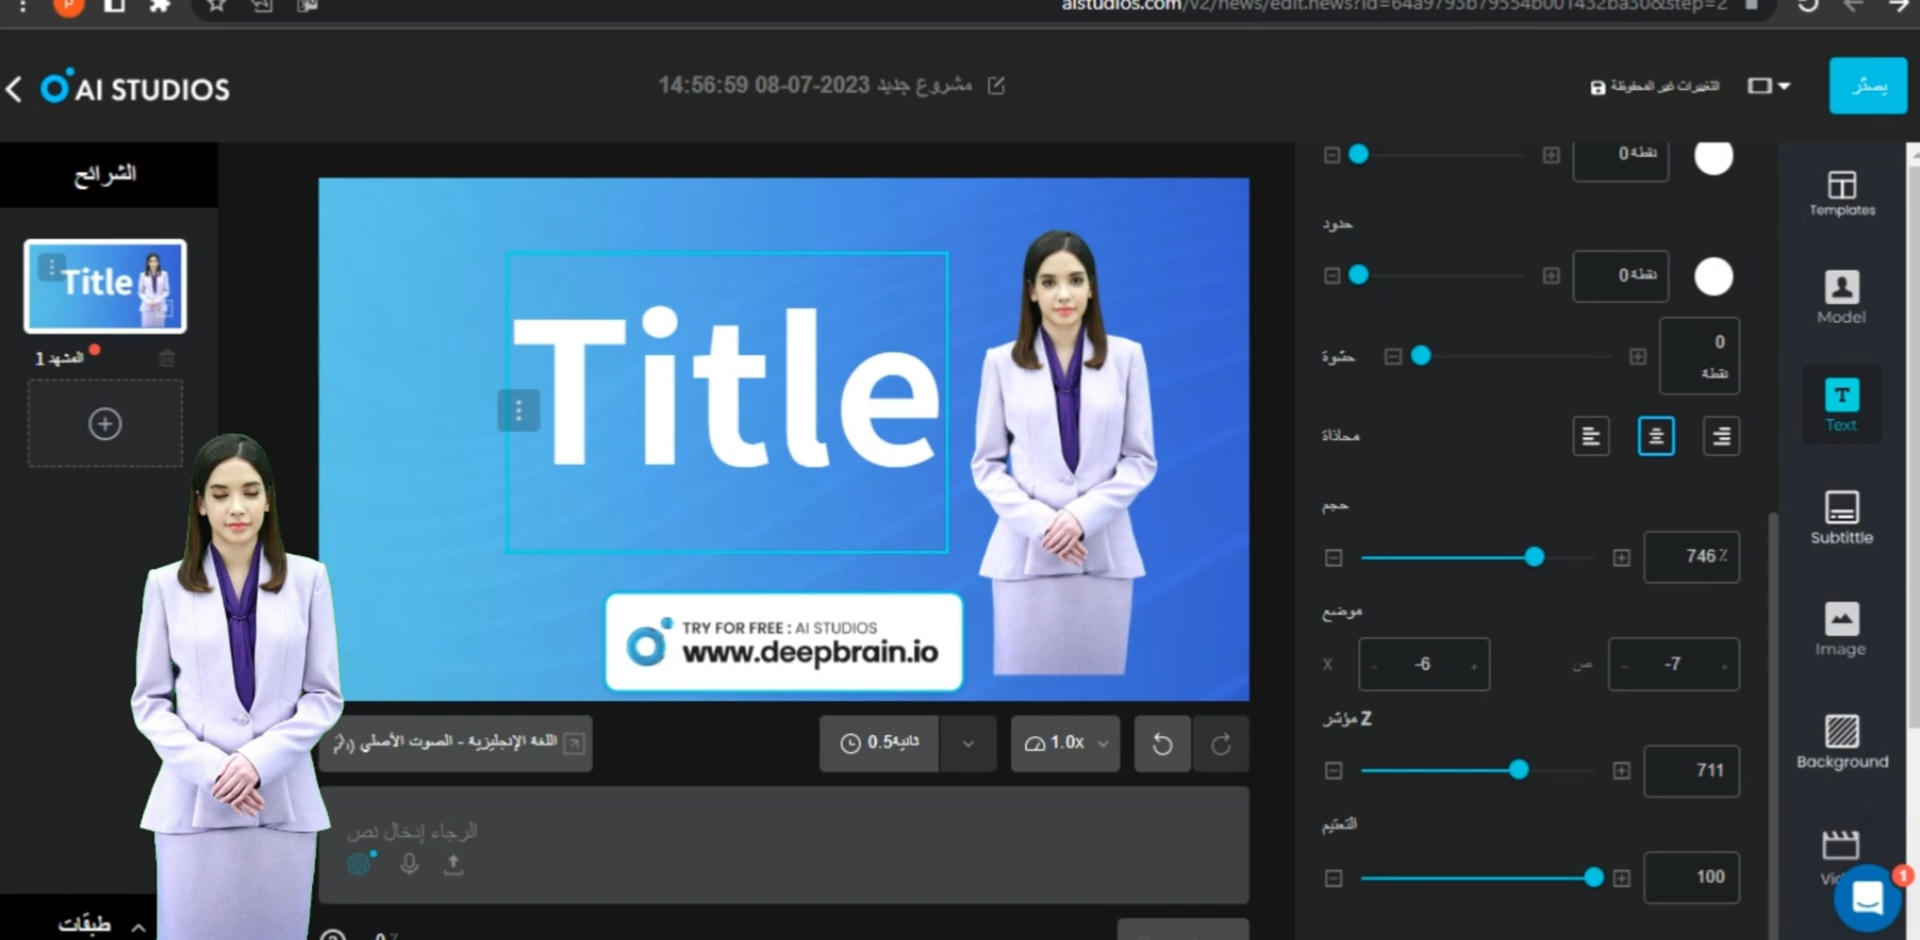 P
aistudios.com/v2/news/edit.news?id=64a9793b79554b001432ba30&step=2
AI STUDIOS
مشروع جديد 2023-07-08 14:56:59
التغييرات غير المحفوظة
يصدّر
الشرائح
Title
المشهد 1
طبقات
Title
TRY FOR FREE : AI STUDIOS
www.deepbrain.io
اللغة الإنجليزية - الصوت الأصلي
0.5ثانية
1.0x
الرجاء إدخال نص
0 نقطة
حدود
0 نقطة
حشوة
0
نقطة
محاذاة
حجم
746٪
موضع
X
-6
ص
-7
مؤشر Z
711
التعتيم
100
Templates
Model
T
Text
Subtittle
Image
Background
1